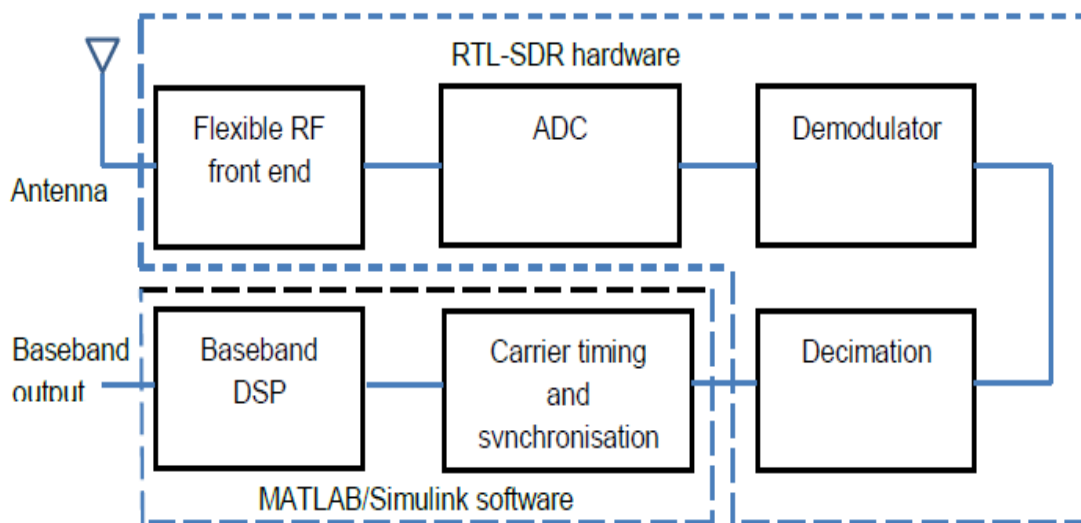 RTL-SDR hardware
Flexible RF
front end
ADC
Demodulator
Antenna
Baseband
output
Baseband
DSP
Carrier timing
and
synchronisation
Decimation
MATLAB/Simulink software